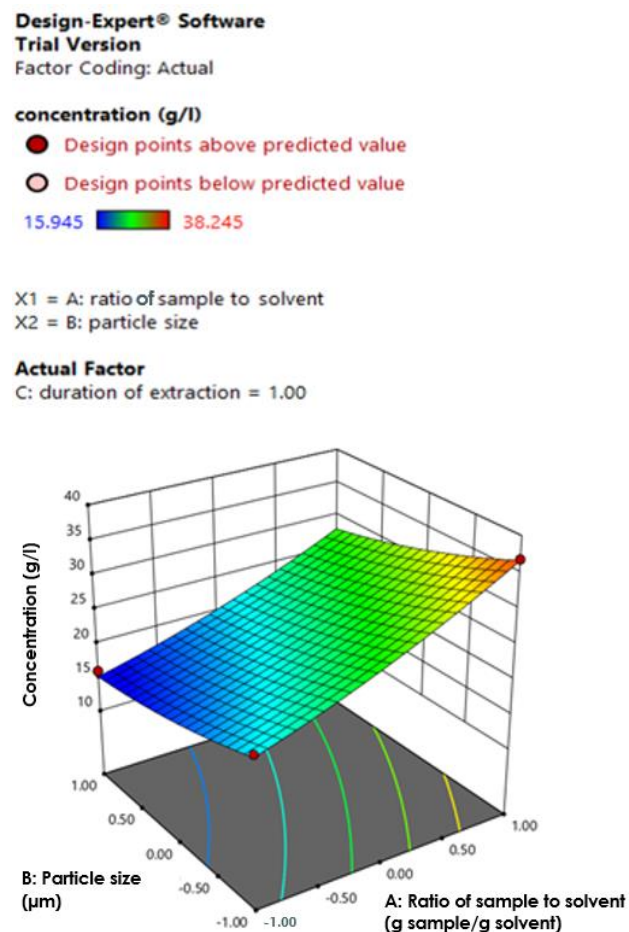 Design-Expert® Software
Trial Version
Factor Coding: Actual
concentration (g/l)
Design points above predicted value
Design points below predicted value
15.945 38.245
X1 = A: ratio of sample to solvent
X2 = B: particle size
Actual Factor
C: duration of extraction = 1.00
40
35
30
25
20
15
10
Concentration (g/l)
1.00
0.50
0.00
-0.50
-1.00
B: Particle size
(µm)
-1.00
-0.50
0.00
0.50
1.00
A: Ratio of sample to solvent
(g sample/g solvent)